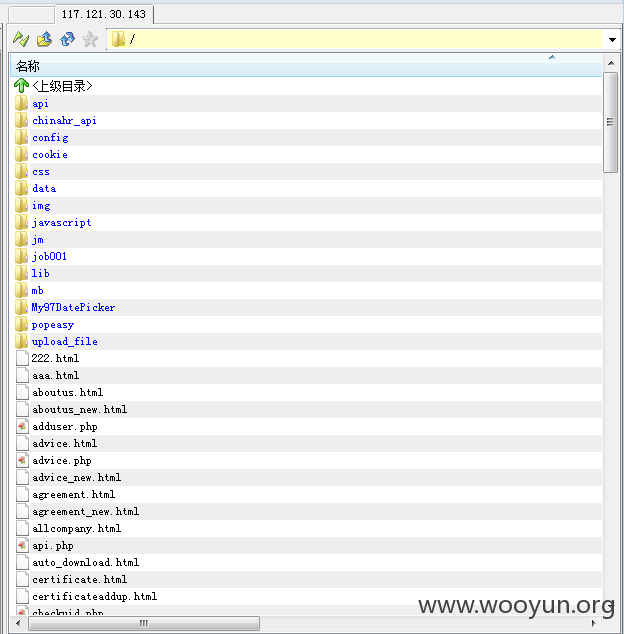 117.121.30.143
/
名称
<上级目录>
api
chinahr_api
config
cookie
css
data
img
javascript
jm
job001
lib
mb
My97DatePicker
popeasy
upload_file
222.html
aaa.html
aboutus.html
aboutus_new.html
adduser.php
advice.html
advice.php
advice_new.html
agreement.html
agreement_new.html
allcompany.html
api.php
auto_download.html
certificate.html
certificateaddup.html
checkuid.php
www.wooyun.org